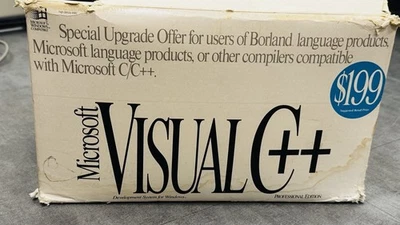 Special Upgrade Offer for users of Borland language products,
Microsoft language products, or other compilers compatible
with Microsoft C/C++.
$199
Microsoft
VISUAL C++
Development System for Windows
PROFESSIONAL EDITION